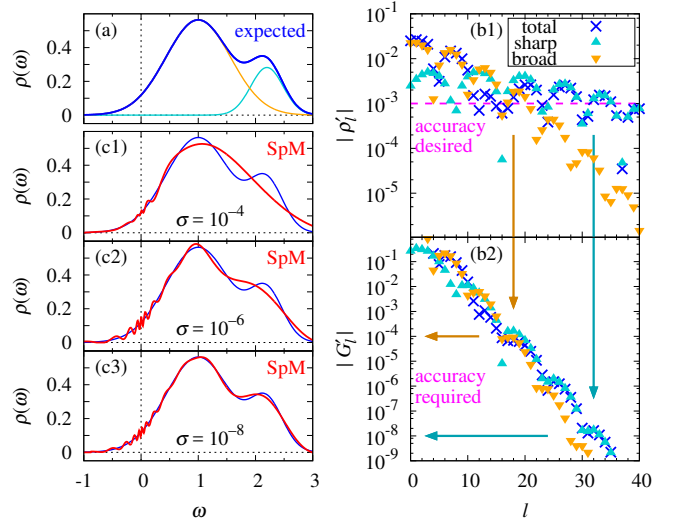 (a) expected
ρ(ω)
0.4
0.2
0
(c1) SpM
σ = 10⁻⁴
ρ(ω)
0.4
0.2
0
(c2) SpM
σ = 10⁻⁶
ρ(ω)
0.4
0.2
0
(c3) SpM
σ = 10⁻⁸
ρ(ω)
0.4
0.2
0
-1 0 1 2 3
ω
(b1)
total
sharp
broad
accuracy
desired
| ρ′ₗ |
10⁻¹
10⁻²
10⁻³
10⁻⁴
10⁻⁵
(b2)
accuracy
required
| G′ₗ |
10⁻¹
10⁻²
10⁻³
10⁻⁴
10⁻⁵
10⁻⁶
10⁻⁷
10⁻⁸
10⁻⁹
0 10 20 30 40
l